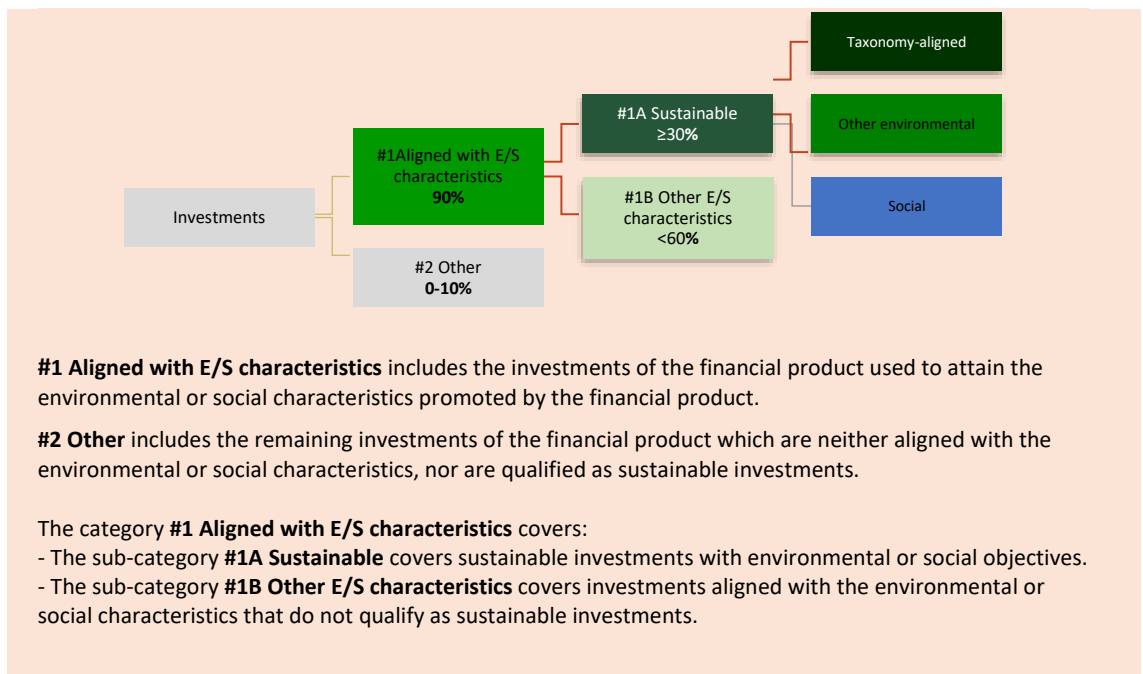 Taxonomy-aligned
#1A Sustainable
≥30%
Other environmental
#1Aligned with E/S
characteristics
90%
#1B Other E/S
characteristics
<60%
Social
Investments
#2 Other
0-10%
#1 Aligned with E/S characteristics includes the investments of the financial product used to attain the
environmental or social characteristics promoted by the financial product.
#2 Other includes the remaining investments of the financial product which are neither aligned with the
environmental or social characteristics, nor are qualified as sustainable investments.
The category #1 Aligned with E/S characteristics covers:
- The sub-category #1A Sustainable covers sustainable investments with environmental or social objectives.
- The sub-category #1B Other E/S characteristics covers investments aligned with the environmental or
social characteristics that do not qualify as sustainable investments.